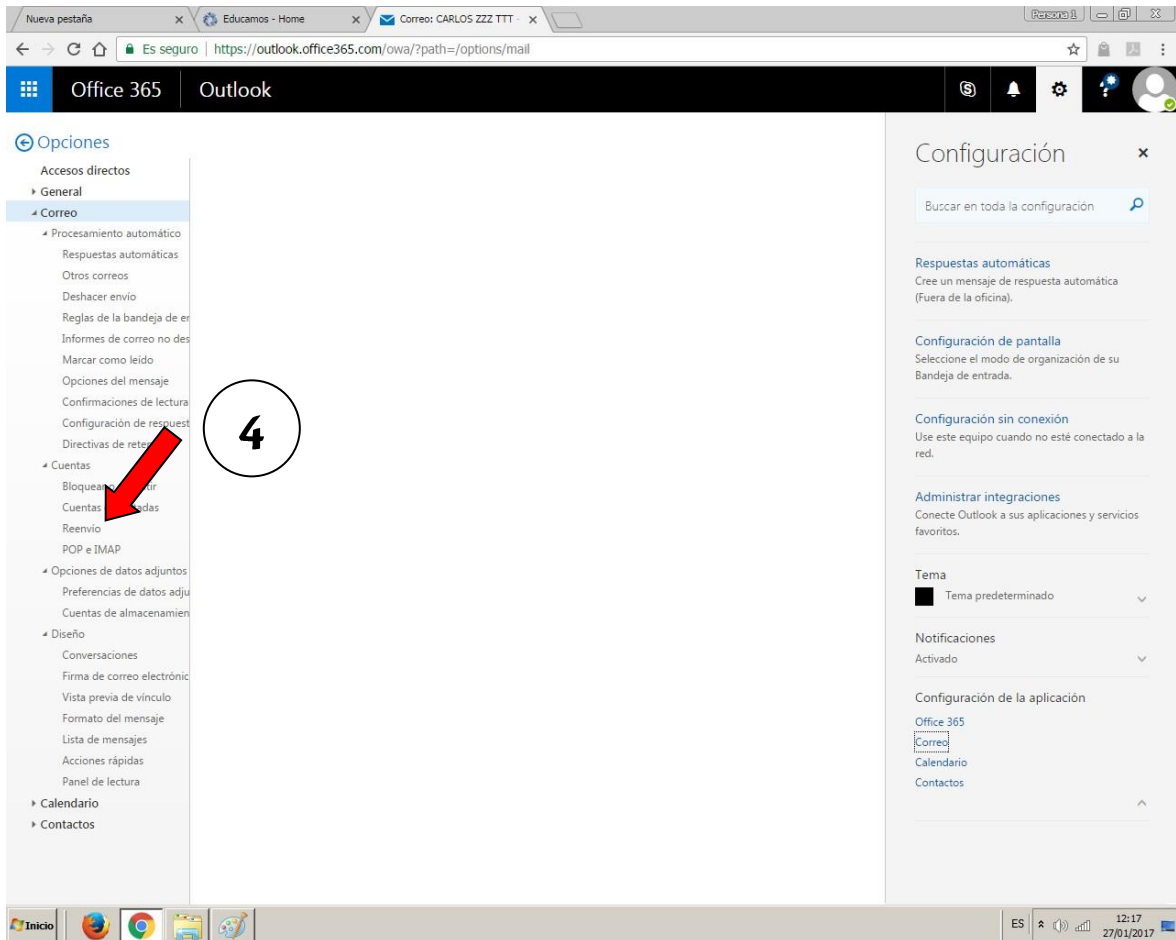 Nueva pestaña
Educamos - Home
Correo: CARLOS ZZZ TTT -
Persona 1
Es seguro | https://outlook.office365.com/owa/?path=/options/mail
Office 365 Outlook
Opciones
Accesos directos
General
Correo
Procesamiento automático
Respuestas automáticas
Otros correos
Deshacer envío
Reglas de la bandeja de er
Informes de correo no des
Marcar como leído
Opciones del mensaje
Confirmaciones de lectura
Configuración de respuest
Directivas de reten
Cuentas
Bloquear o
Cuentas
Reenvío
POP e IMAP
Opciones de datos adjuntos
Preferencias de datos adju
Cuentas de almacenamien
Diseño
Conversaciones
Firma de correo electrónic
Vista previa de vínculo
Formato del mensaje
Lista de mensajes
Acciones rápidas
Panel de lectura
Calendario
Contactos
4
Configuración
Buscar en toda la configuración
Respuestas automáticas
Cree un mensaje de respuesta automática
(Fuera de la oficina).
Configuración de pantalla
Seleccione el modo de organización de su
Bandeja de entrada.
Configuración sin conexión
Use este equipo cuando no esté conectado a la
red.
Administrar integraciones
Conecte Outlook a sus aplicaciones y servicios
favoritos.
Tema
Tema predeterminado
Notificaciones
Activado
Configuración de la aplicación
Office 365
Correo
Calendario
Contactos
Inicio
ES
12:17
27/01/2017